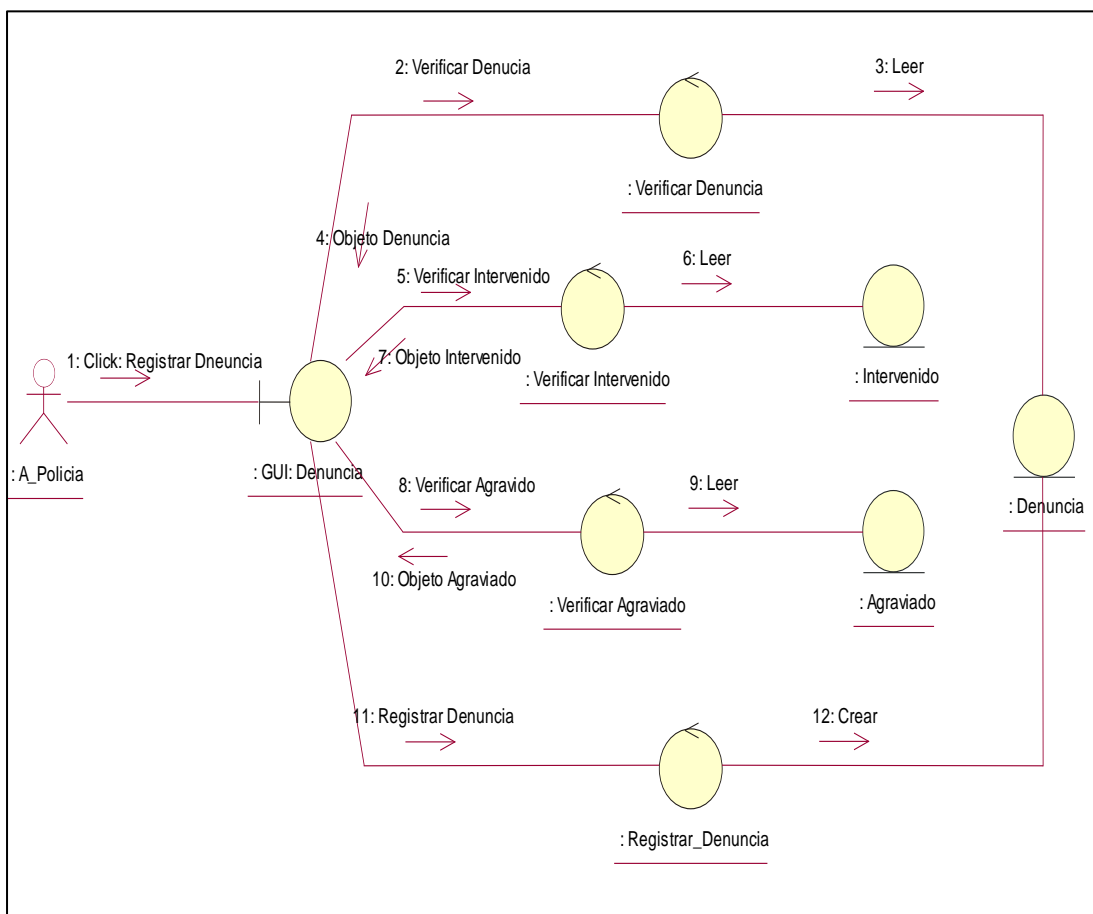 2: Verificar Denucia
3: Leer
: Verificar Denuncia
4: Objeto Denuncia
5: Verificar Intervenido
6: Leer
7: Objeto Intervenido
: Verificar Intervenido
: Intervenido
1: Click: Registrar Dneuncia
: A_Policia
: GUI: Denuncia
8: Verificar Agravido
9: Leer
: Denuncia
10: Objeto Agraviado
: Verificar Agraviado
: Agraviado
11: Registrar Denuncia
12: Crear
: Registrar_Denuncia